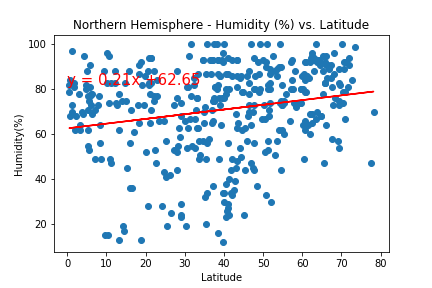 Northern Hemisphere - Humidity (%) vs. Latitude
100
80
60
40
20
Humidity(%)
y = 0.21x +62.65
0 10 20 30 40 50 60 70 80
Latitude